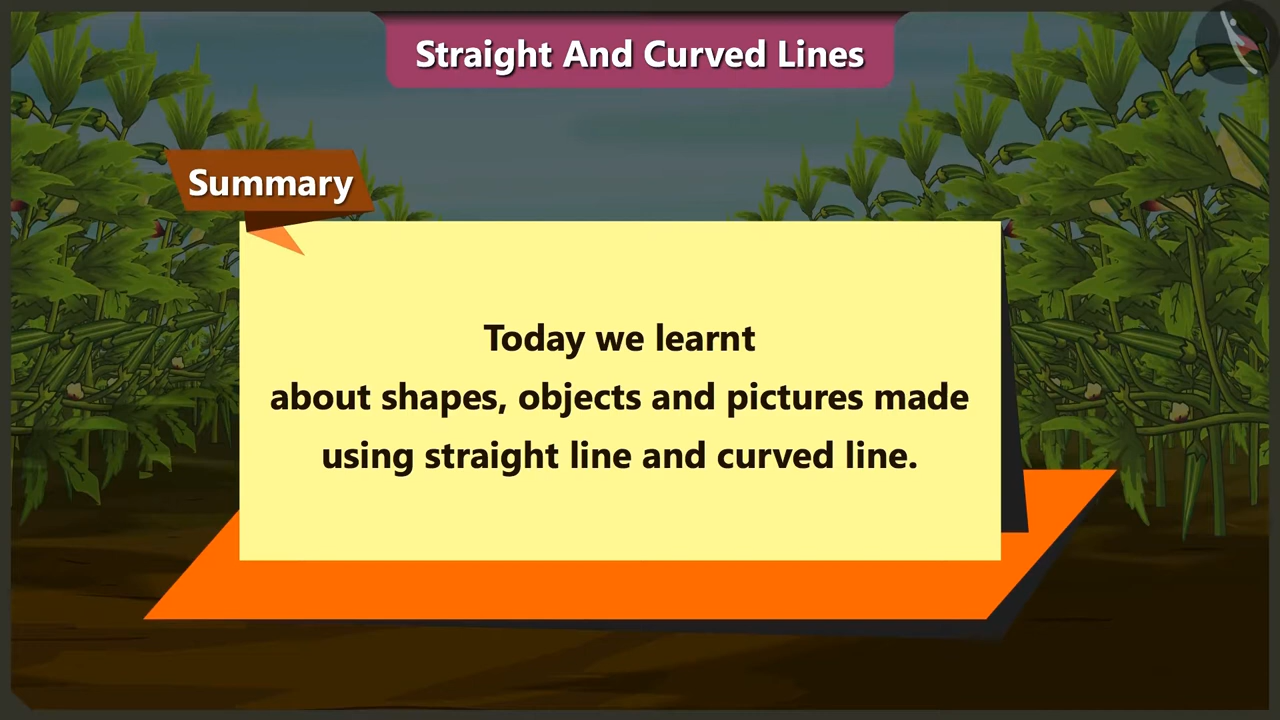 Straight And Curved Lines
Summary
Today we learnt
about shapes, objects and pictures made
using straight line and curved line.